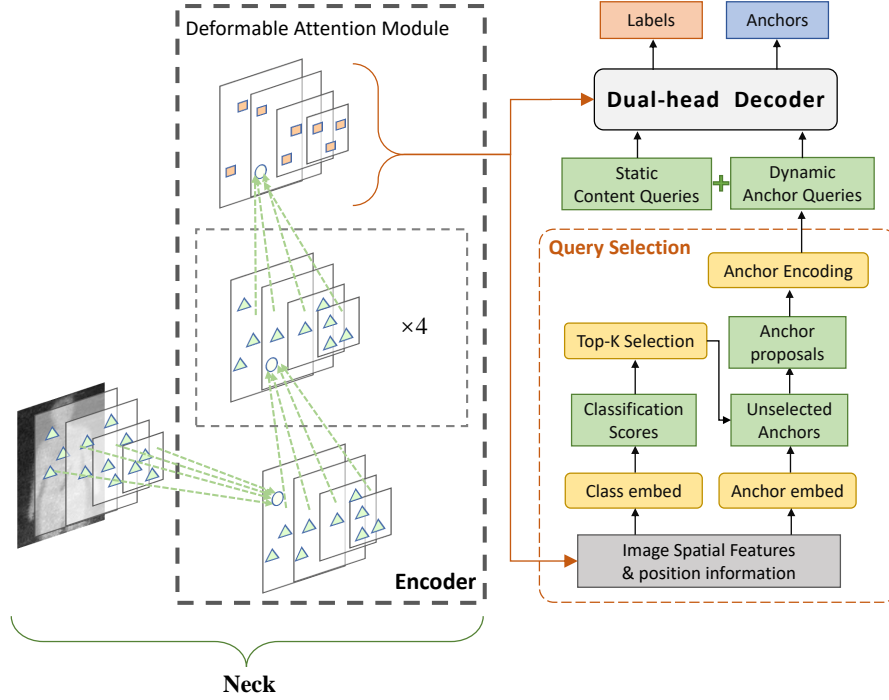 Deformable Attention Module
×4
Encoder
Neck
Labels
Anchors
Dual-head Decoder
Static
Content Queries
+
Dynamic
Anchor Queries
Query Selection
Anchor Encoding
Top-K Selection
Anchor
proposals
Classification
Scores
Unselected
Anchors
Class embed
Anchor embed
Image Spatial Features
& position information